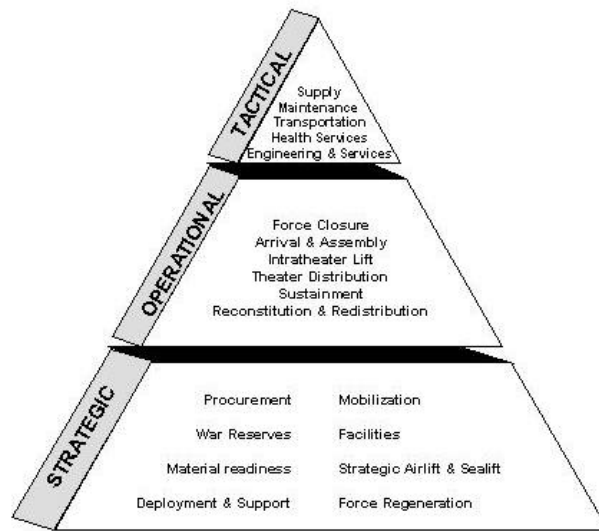 TACTICAL
Supply
Maintenance
Transportation
Health Services
Engineering & Services
OPERATIONAL
Force Closure
Arrival & Assembly
Intratheater Lift
Theater Distribution
Sustainment
Reconstitution & Redistribution
STRATEGIC
Procurement Mobilization
War Reserves Facilities
Material readiness Strategic Airlift & Sealift
Deployment & Support Force Regeneration